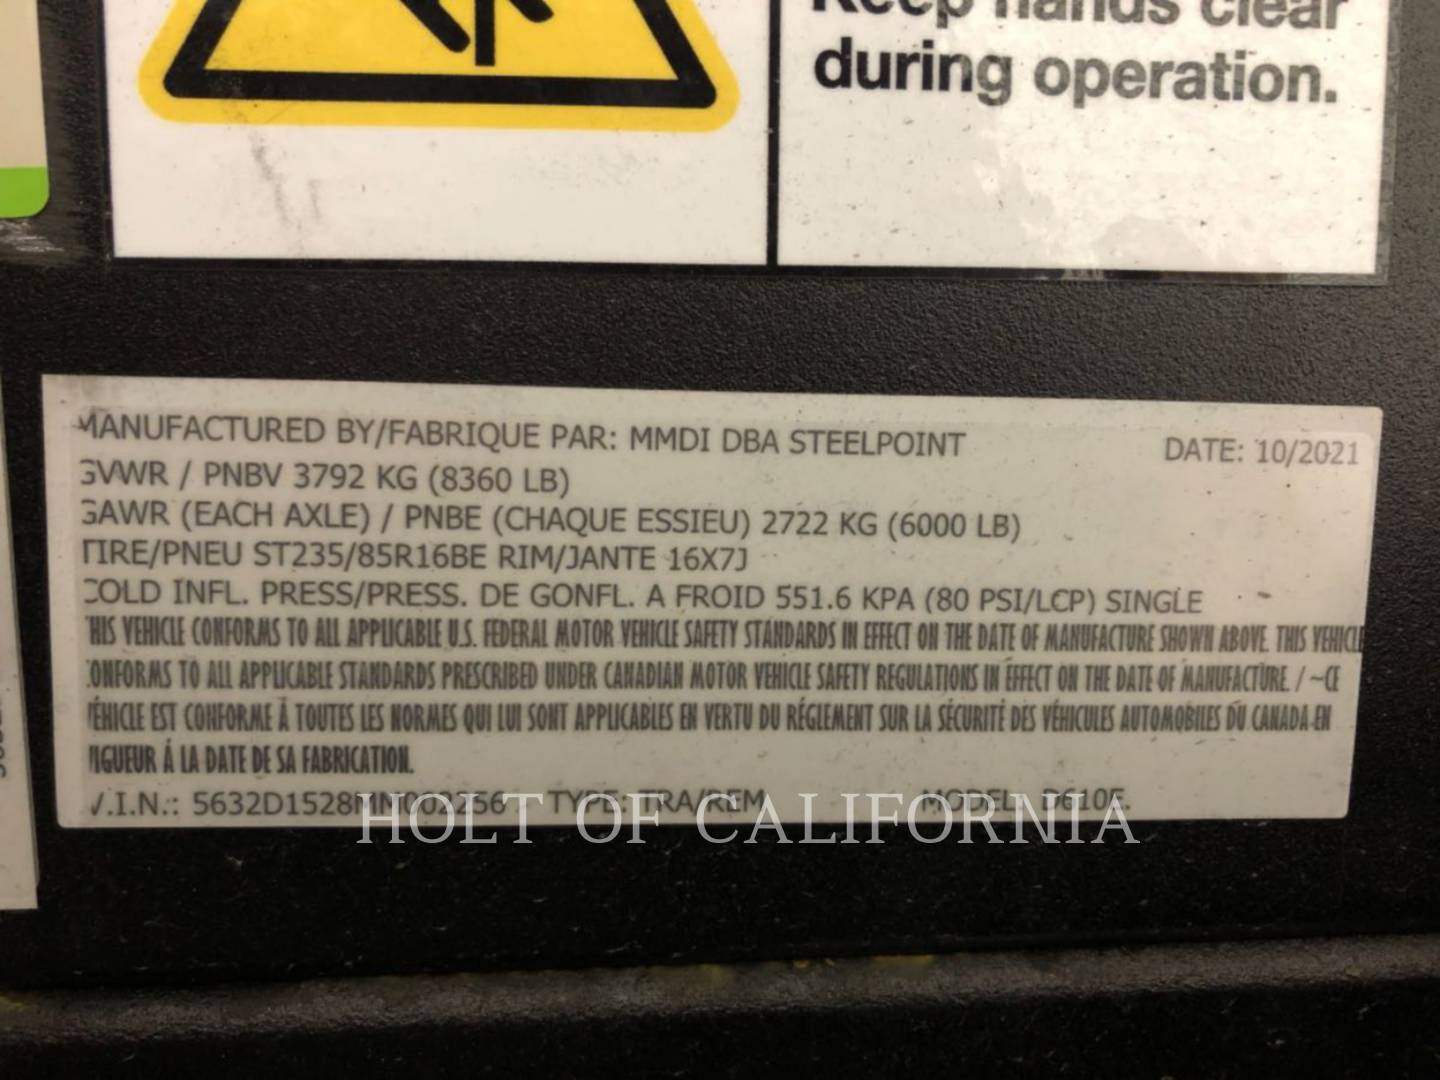 Keep hands clear
during operation.
MANUFACTURED BY/FABRIQUE PAR: MMDI DBA STEELPOINT DATE: 10/2021
GVWR / PNBV 3792 KG (8360 LB)
GAWR (EACH AXLE) / PNBE (CHAQUE ESSIEU) 2722 KG (6000 LB)
TIRE/PNEU ST235/85R16BE RIM/JANTE 16X7J
COLD INFL. PRESS/PRESS. DE GONFL. A FROID 551.6 KPA (80 PSI/LCP) SINGLE
THIS VEHICLE CONFORMS TO ALL APPLICABLE U.S. FEDERAL MOTOR VEHICLE SAFETY STANDARDS IN EFFECT ON THE DATE OF MANUFACTURE SHOWN ABOVE. THIS VEHICLE
CONFORMS TO ALL APPLICABLE STANDARDS PRESCRIBED UNDER CANADIAN MOTOR VEHICLE SAFETY REGULATIONS IN EFFECT ON THE DATE OF MANUFACTURE. / ~CE
VÉHICLE EST CONFORME À TOUTES LES NORMES QUI LUI SONT APPLICABLES EN VERTU DU RÉGLEMENT SUR LA SÉCURITÉ DES VÉHICULES AUTOMOBILES DU CANADA EN
VIGUEUR Á LA DATE DE SA FABRICATION.
V.I.N.: 5632D1528MM002256 TYPE: TRA/REM MODEL: D610E.
HOLT OF CALIFORNIA